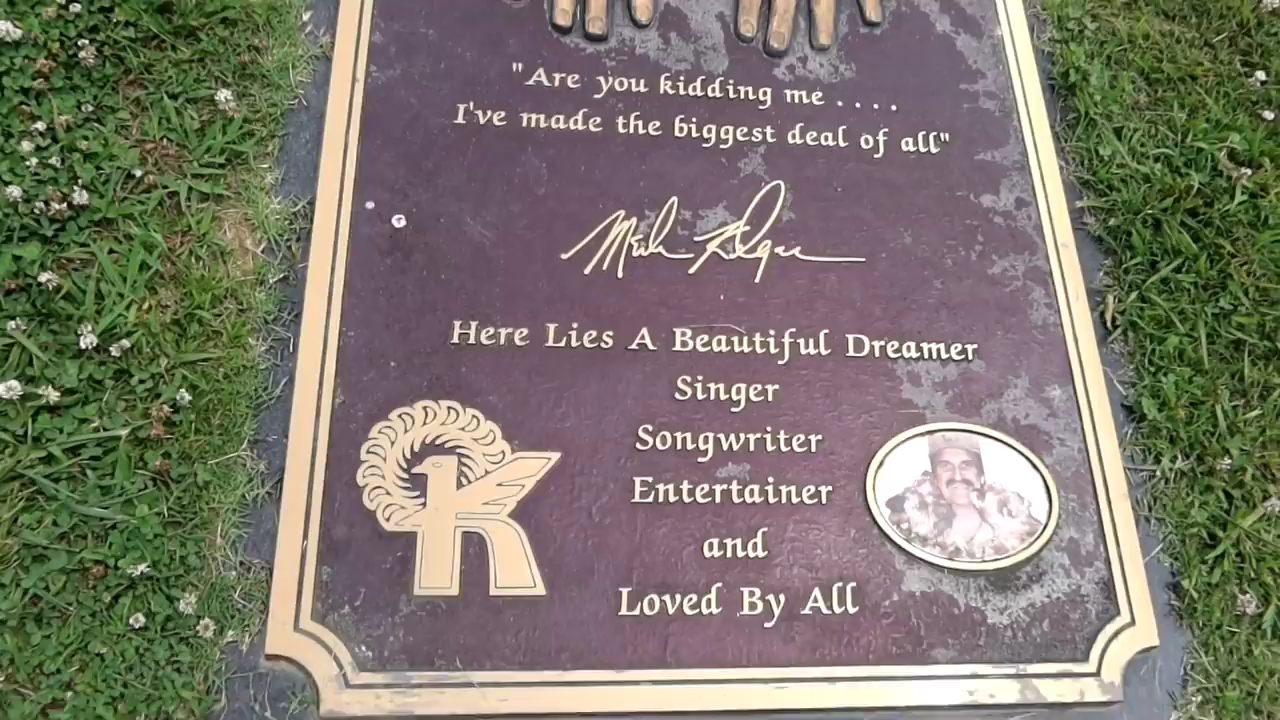 "Are you kidding me . . . .
I've made the biggest deal of all"
Here Lies A Beautiful Dreamer
Singer
Songwriter
Entertainer
and
Loved By All